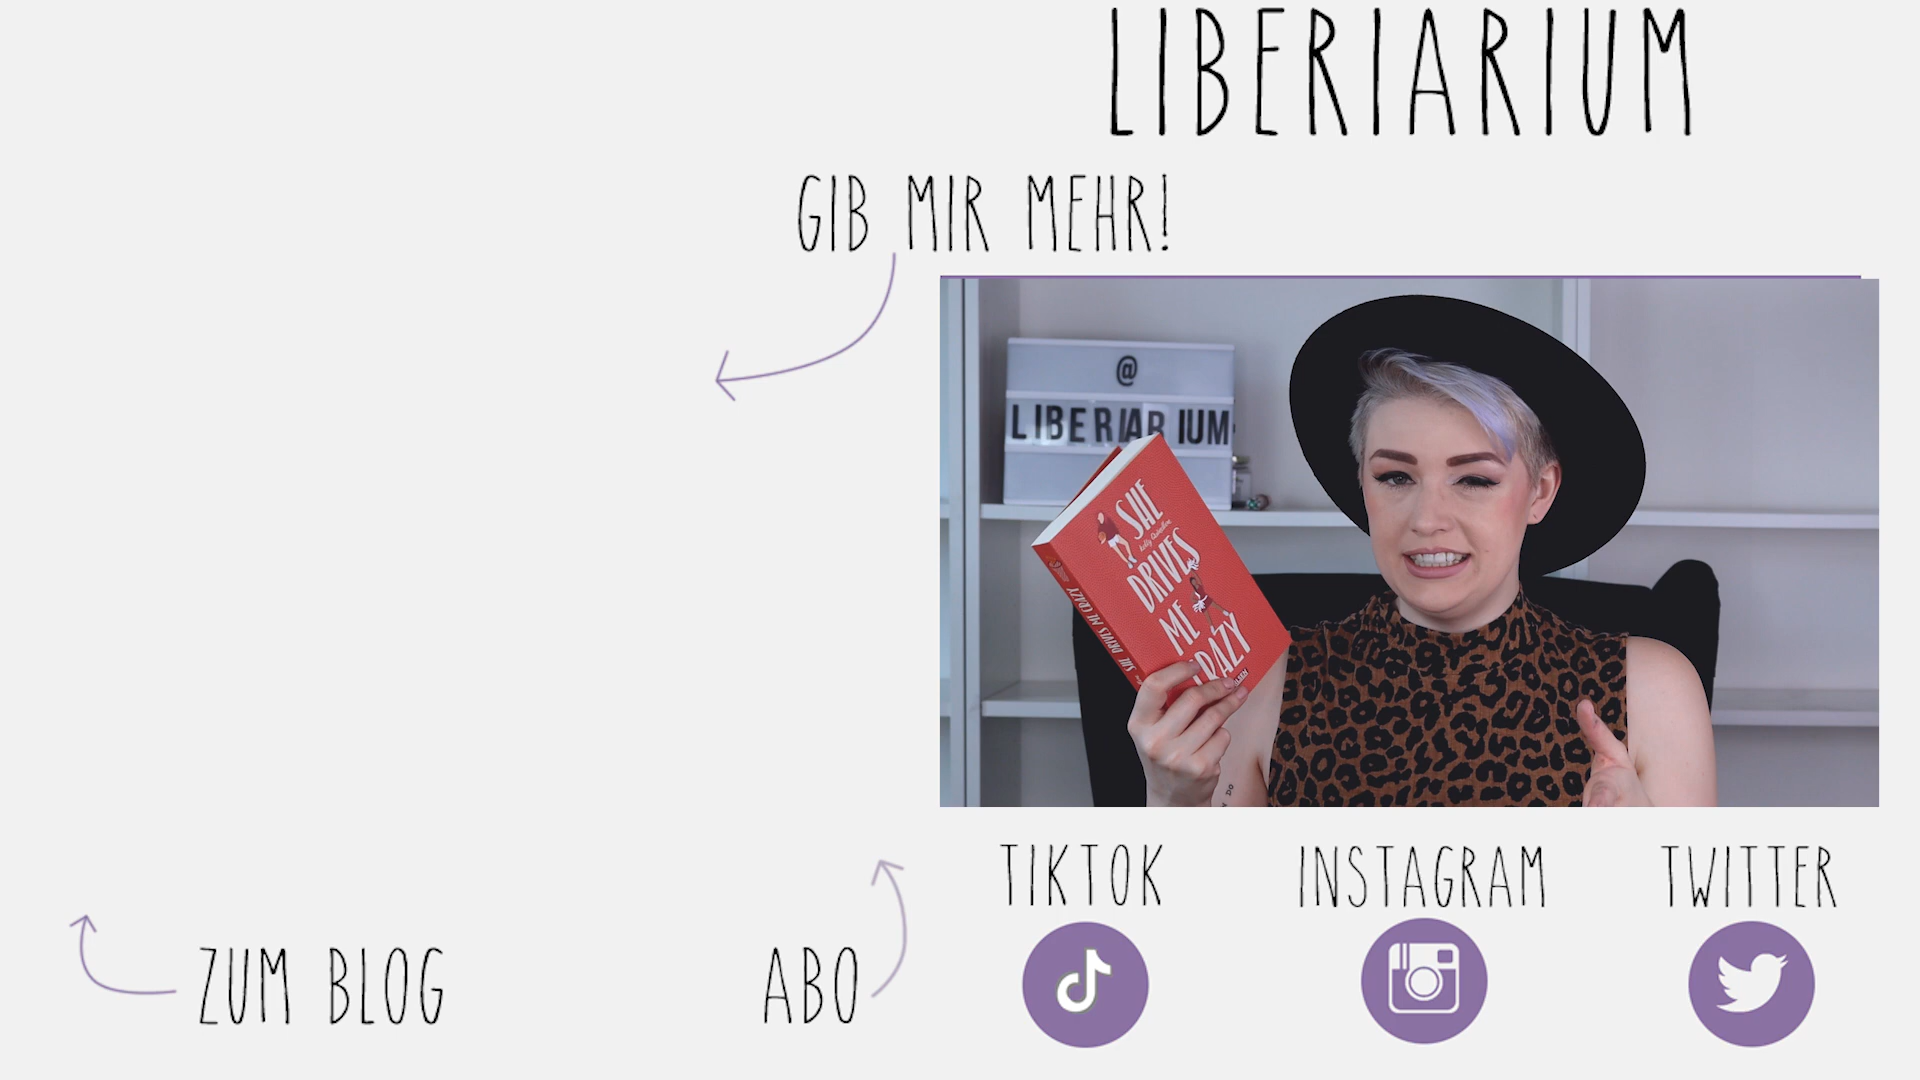 LIBERIARIUM
GIB MIR MEHR!
@
LIBERIARIUM
SHE
DRIVES
ME
CRAZY
SHE DRIVES ME CRAZY
TIKTOK
INSTAGRAM
TWITTER
ZUM BLOG
ABO